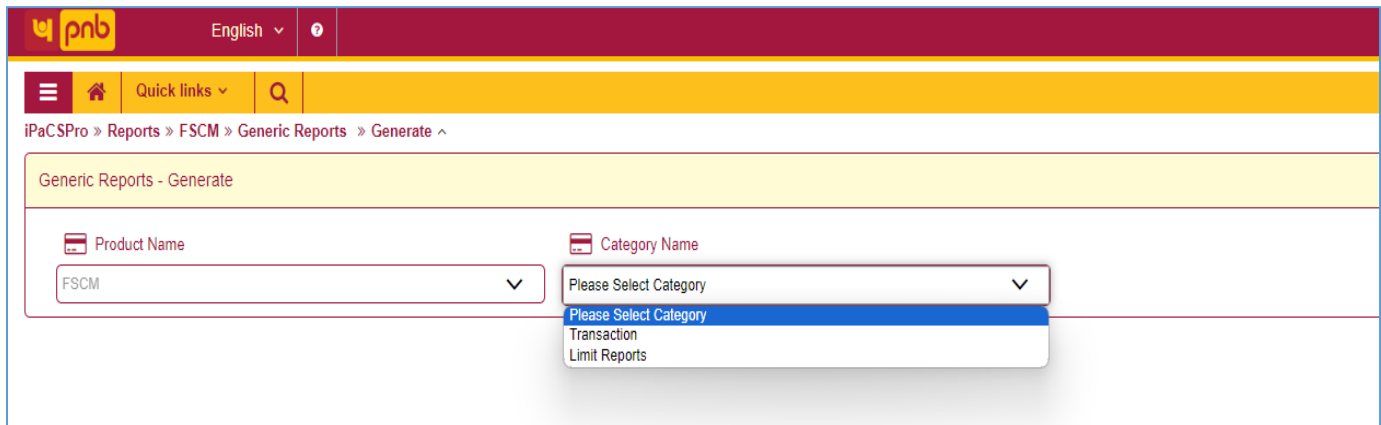 pnb English
Quick links
iPaCSPro » Reports » FSCM » Generic Reports » Generate
Generic Reports - Generate
Product Name Category Name
FSCM Please Select Category
Please Select Category
Transaction
Limit Reports